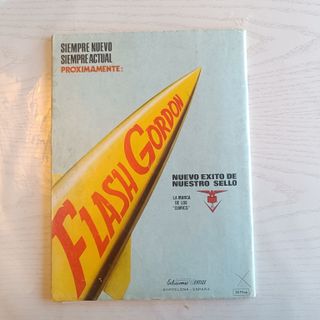 SIEMPRE NUEVO
SIEMPRE ACTUAL
PROXIMAMENTE:
FLASH GORDON
NUEVO EXITO DE
NUESTRO SELLO
LA MARCA
DE LOS
"COMICS"
Ediciones
BARCELONA - ESPAÑA